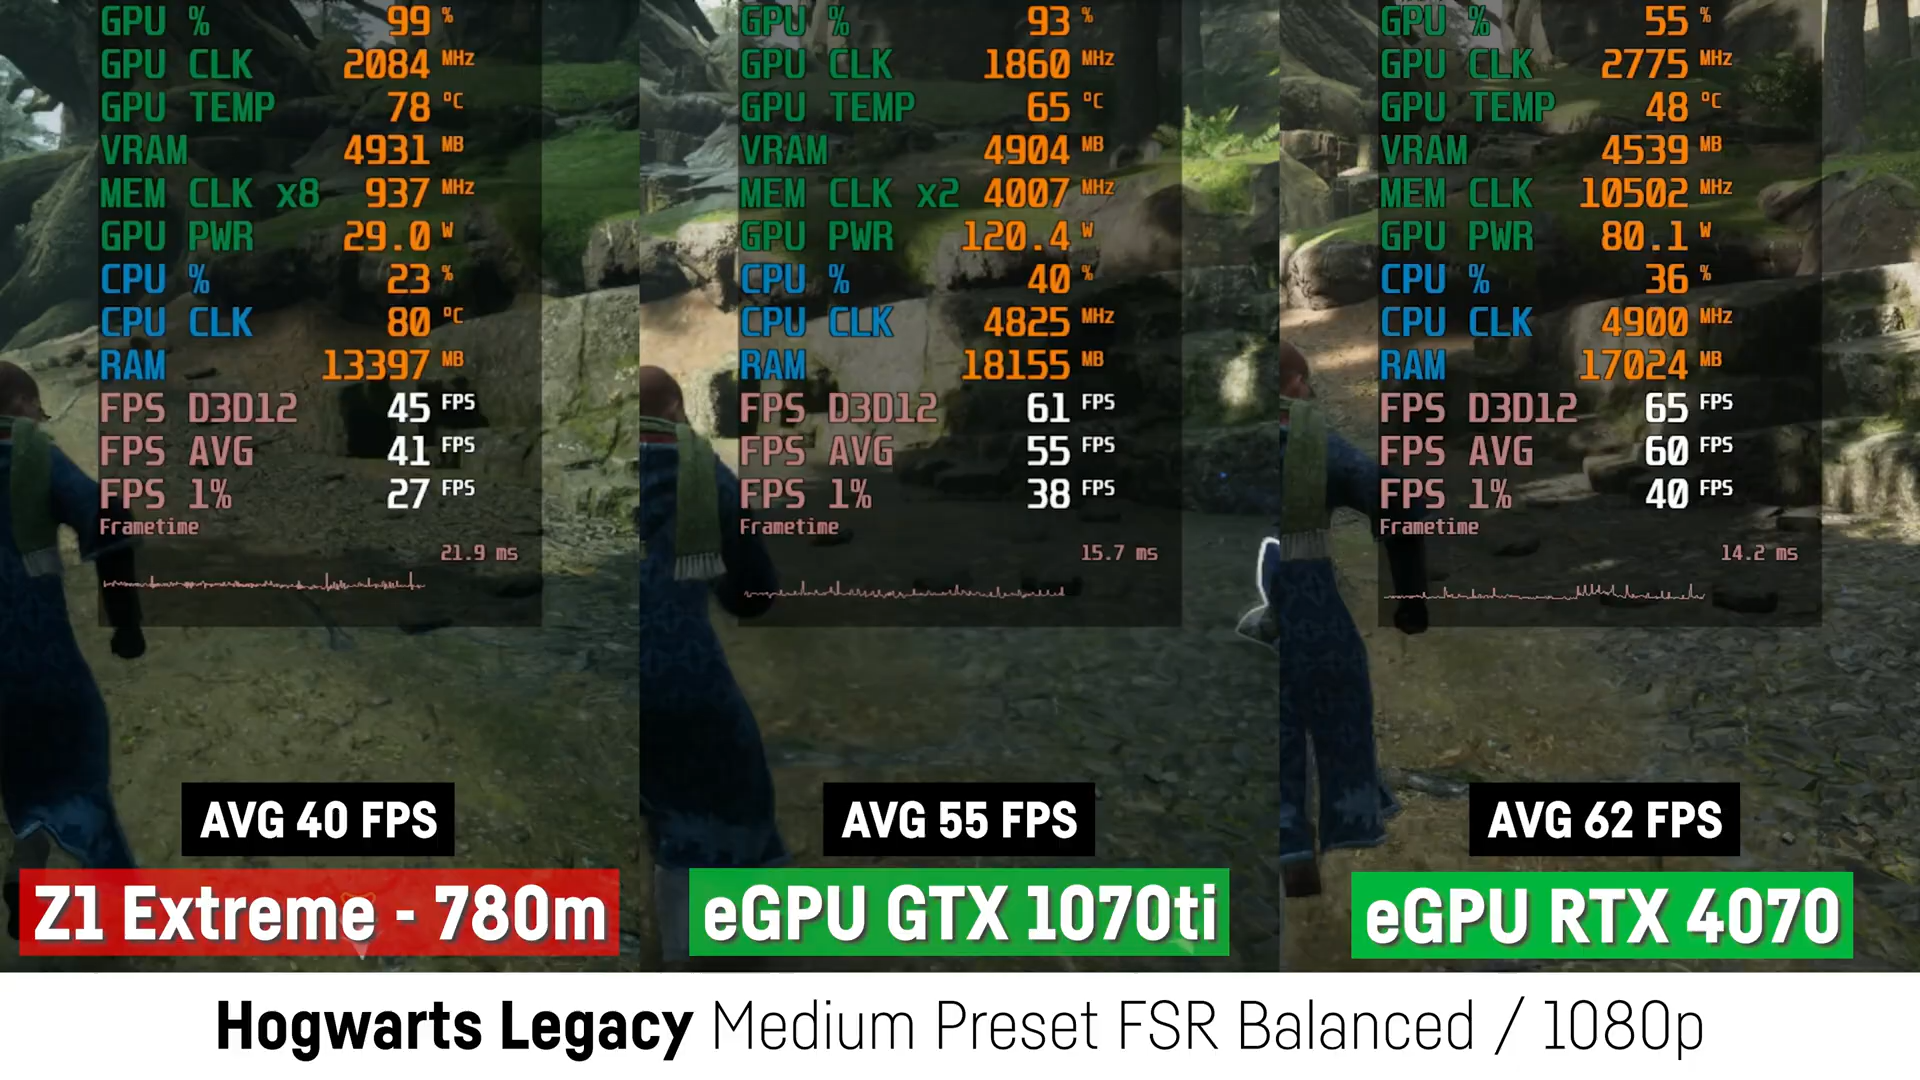 GPU % 99 %
GPU CLK 2084 MHz
GPU TEMP 78 °C
VRAM 4931 MB
MEM CLK x8 937 MHz
GPU PWR 29.0 W
CPU % 23 %
CPU CLK 80 °C
RAM 13397 MB
FPS D3D12 45 FPS
FPS AVG 41 FPS
FPS 1% 27 FPS
Frametime
21.9 ms
AVG 40 FPS
Z1 Extreme - 780m
GPU % 93 %
GPU CLK 1860 MHz
GPU TEMP 65 °C
VRAM 4904 MB
MEM CLK x2 4007 MHz
GPU PWR 120.4 W
CPU % 40 %
CPU CLK 4825 MHz
RAM 18155 MB
FPS D3D12 61 FPS
FPS AVG 55 FPS
FPS 1% 38 FPS
Frametime
15.7 ms
AVG 55 FPS
eGPU GTX 1070ti
GPU % 55 %
GPU CLK 2775 MHz
GPU TEMP 48 °C
VRAM 4539 MB
MEM CLK 10502 MHz
GPU PWR 80.1 W
CPU % 36 %
CPU CLK 4900 MHz
RAM 17024 MB
FPS D3D12 65 FPS
FPS AVG 60 FPS
FPS 1% 40 FPS
Frametime
14.2 ms
AVG 62 FPS
eGPU RTX 4070
Hogwarts Legacy Medium Preset FSR Balanced / 1080p